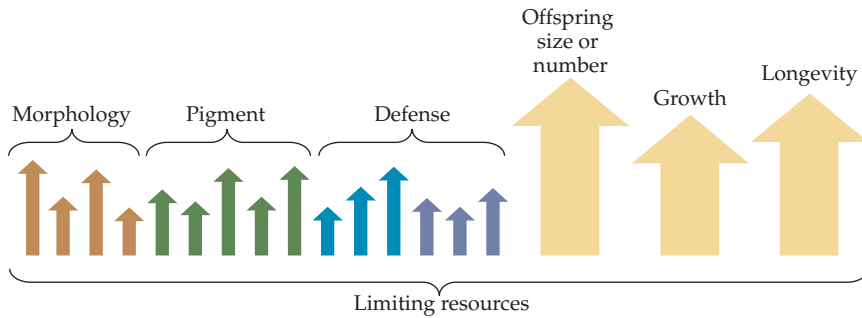 Offspring
size or
number
Longevity
Growth
Morphology
Pigment
Defense
Limiting resources